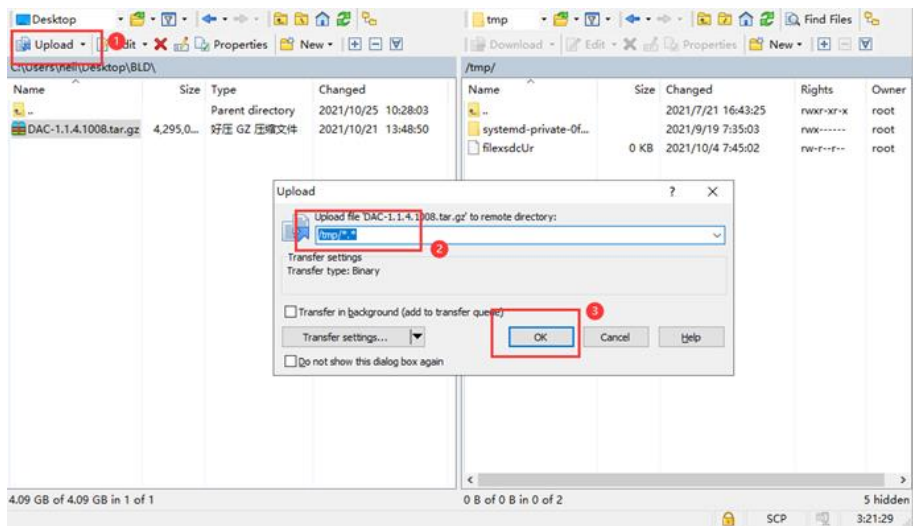 Desktop
tmp
Find Files
Upload
1
Edit
Properties
New
Download
Edit
Properties
New
C:\Users\neil\Desktop\BLD\
/tmp/
Name Size Type Changed
Name Size Changed Rights Owner
.. Parent directory 2021/10/25 10:28:03
.. 2021/7/21 16:43:25 rwxr-xr-x root
DAC-1.1.4.1008.tar.gz 4,295,0... 好压 GZ 压缩文件 2021/10/21 13:48:50
systemd-private-0f... 2021/9/19 7:35:03 rwx------ root
filexsdcUr 0 KB 2021/10/4 7:45:02 rw-r--r-- root
Upload ? ×
Upload file 'DAC-1.1.4.1008.tar.gz' to remote directory:
/tmp/*.*
2
Transfer settings
Transfer type: Binary
Transfer in background (add to transfer queue)
3
Transfer settings... OK Cancel Help
Do not show this dialog box again
4.09 GB of 4.09 GB in 1 of 1
0 B of 0 B in 0 of 2
5 hidden
SCP 3:21:29